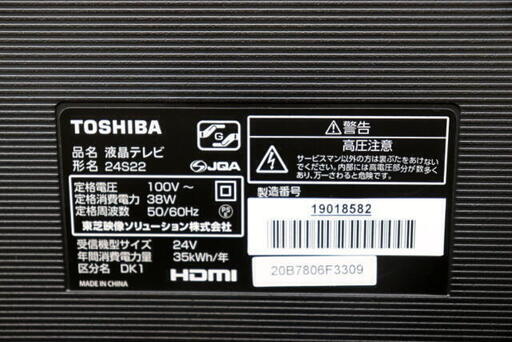 TOSHIBA
品名 液晶テレビ
形名 24S22
G
JQA
定格電圧 100V～
定格消費電力 38W
定格周波数 50/60Hz
東芝映像ソリューション株式会社
受信機型サイズ 24V
年間消費電力量 35kWh/年
区分名 DK1
HDMI
MADE IN CHINA
⚠警告
高圧注意
サービスマン以外の方は裏ぶたをあけないで
ください。内部には高電圧部分が数多く
あり、万一さわると危険です。
製造番号
19018582
20B7806F3309